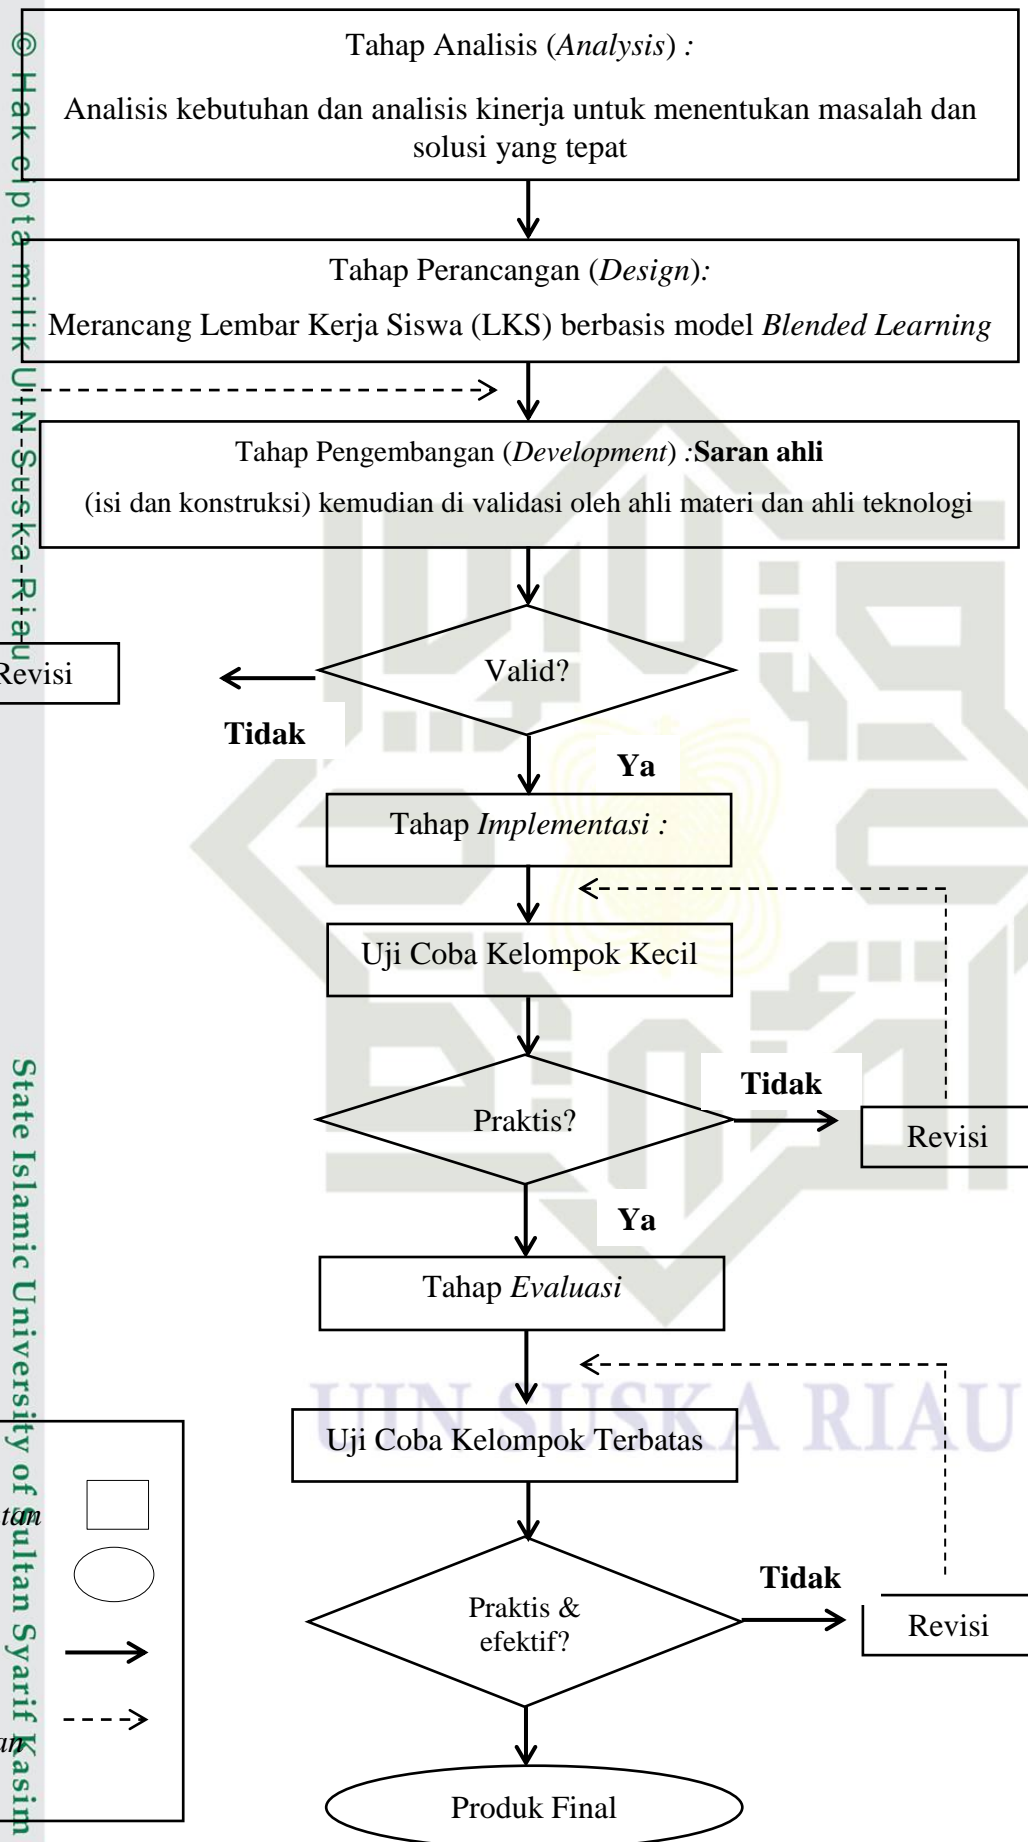 Tahap Analisis (Analysis) :
Analisis kebutuhan dan analisis kinerja untuk menentukan masalah dan
solusi yang tepat
Tahap Perancangan (Design):
Merancang Lembar Kerja Siswa (LKS) berbasis model Blended Learning
Tahap Pengembangan (Development) :Saran ahli
(isi dan konstruksi) kemudian di validasi oleh ahli materi dan ahli teknologi
Valid?
Revisi
Tidak
Ya
Tahap Implementasi :
Uji Coba Kelompok Kecil
Praktis?
Tidak
Revisi
Ya
Tahap Evaluasi
UIN SUSKA RIAU
Uji Coba Kelompok Terbatas
Praktis &
efektif?
Tidak
Revisi
Produk Final
© Hak cipta milik UIN Suska Riau
State Islamic University of Sultan Syarif Kasim